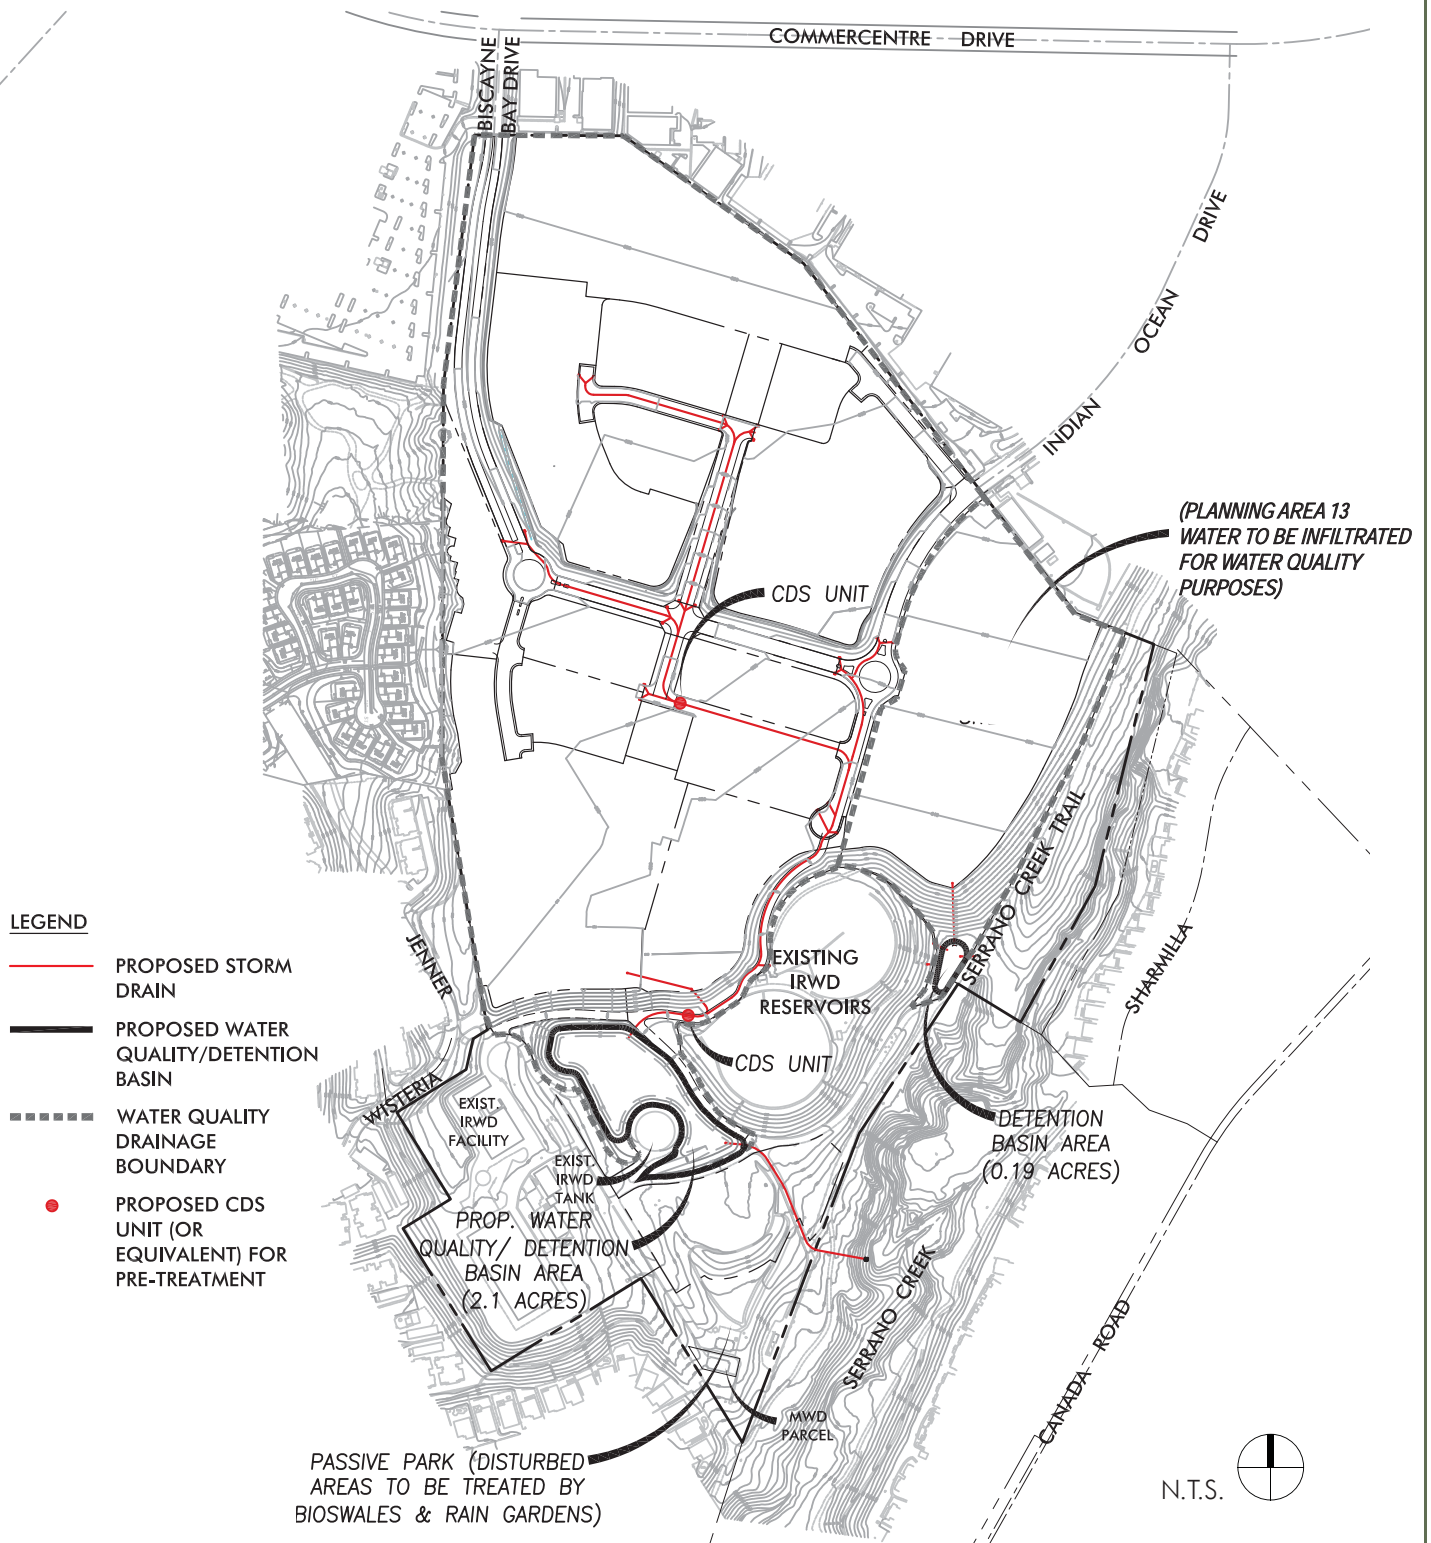 COMMERCENTRE DRIVE
BISCAYNE
BAY DRIVE
INDIAN OCEAN DRIVE
(PLANNING AREA 13
WATER TO BE INFILTRATED
FOR WATER QUALITY
PURPOSES)
CDS UNIT
SERRANO CREEK TRAIL
SHARMILLA
JENNER
EXISTING
IRWD
RESERVOIRS
CDS UNIT
LEGEND
PROPOSED STORM
DRAIN
PROPOSED WATER
QUALITY/DETENTION
BASIN
WATER QUALITY
DRAINAGE
BOUNDARY
PROPOSED CDS
UNIT (OR
EQUIVALENT) FOR
PRE-TREATMENT
WISTERIA
EXIST.
IRWD
FACILITY
EXIST.
IRWD
TANK
DETENTION
BASIN AREA
(0.19 ACRES)
PROP. WATER
QUALITY/ DETENTION
BASIN AREA
(2.1 ACRES)
SERRANO CREEK
CANADA ROAD
MWD
PARCEL
PASSIVE PARK (DISTURBED
AREAS TO BE TREATED BY
BIOSWALES & RAIN GARDENS)
N.T.S.